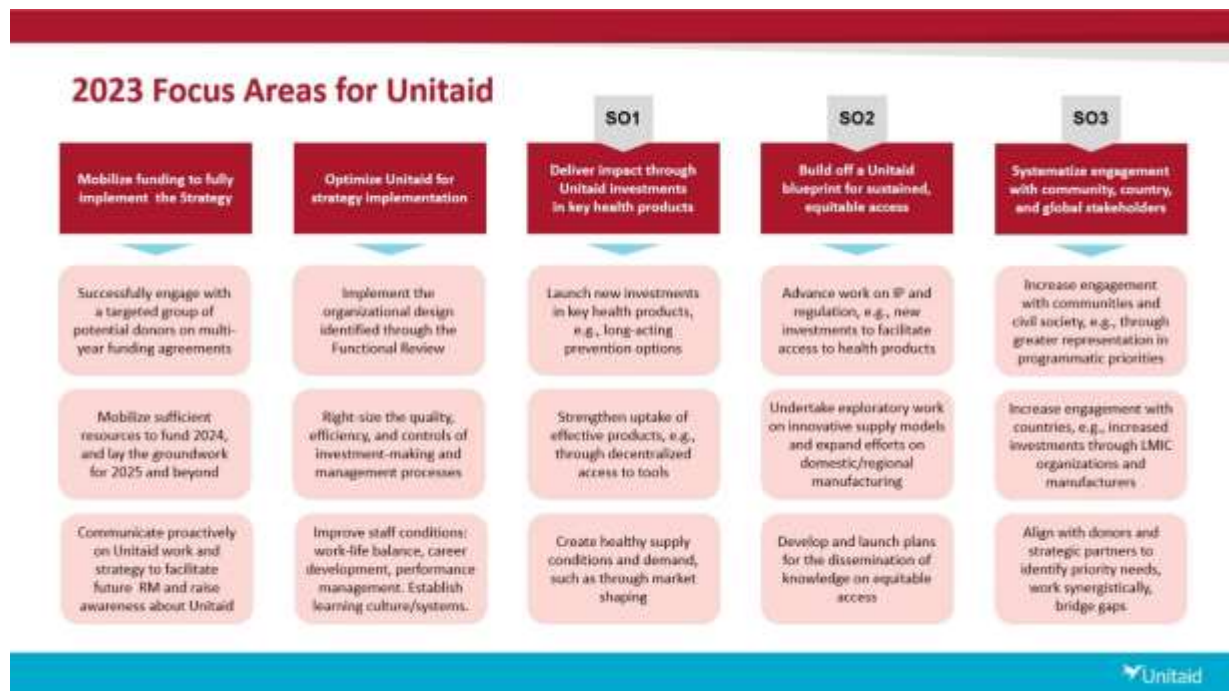 2023 Focus Areas for Unitaid
SO1
SO2
SO3
Mobilize funding to fully
implement the Strategy
Optimize Unitaid for
strategy implementation
Deliver impact through
Unitaid investments
in key health products
Build off a Unitaid
blueprint for sustained,
equitable access
Systematize engagement
with community, country,
and global stakeholders
Successfully engage with
a targeted group of
potential donors on multi-
year funding agreements
Implement the
organizational design
identified through the
Functional Review
Launch new investments
in key health products,
e.g., long-acting
prevention options
Advance work on IP and
regulation, e.g., new
investments to facilitate
access to health products
Increase engagement
with communities and
civil society, e.g., through
greater representation in
programmatic priorities
Mobilize sufficient
resources to fund 2024,
and lay the groundwork
for 2025 and beyond
Right-size the quality,
efficiency, and controls of
investment-making and
management processes
Strengthen uptake of
effective products, e.g.,
through decentralized
access to tools
Undertake exploratory work
on innovative supply models
and expand efforts on
domestic/regional
manufacturing
Increase engagement with
countries, e.g., increased
investments through LMIC
organizations and
manufacturers
Communicate proactively
on Unitaid work and
strategy to facilitate
future RM and raise
awareness about Unitaid
Improve staff conditions:
work-life balance, career
development, performance
management. Establish
learning culture/systems.
Create healthy supply
conditions and demand,
such as through market
shaping
Develop and launch plans
for the dissemination of
knowledge on equitable
access
Align with donors and
strategic partners to
identify priority needs,
work synergistically,
bridge gaps
Unitaid